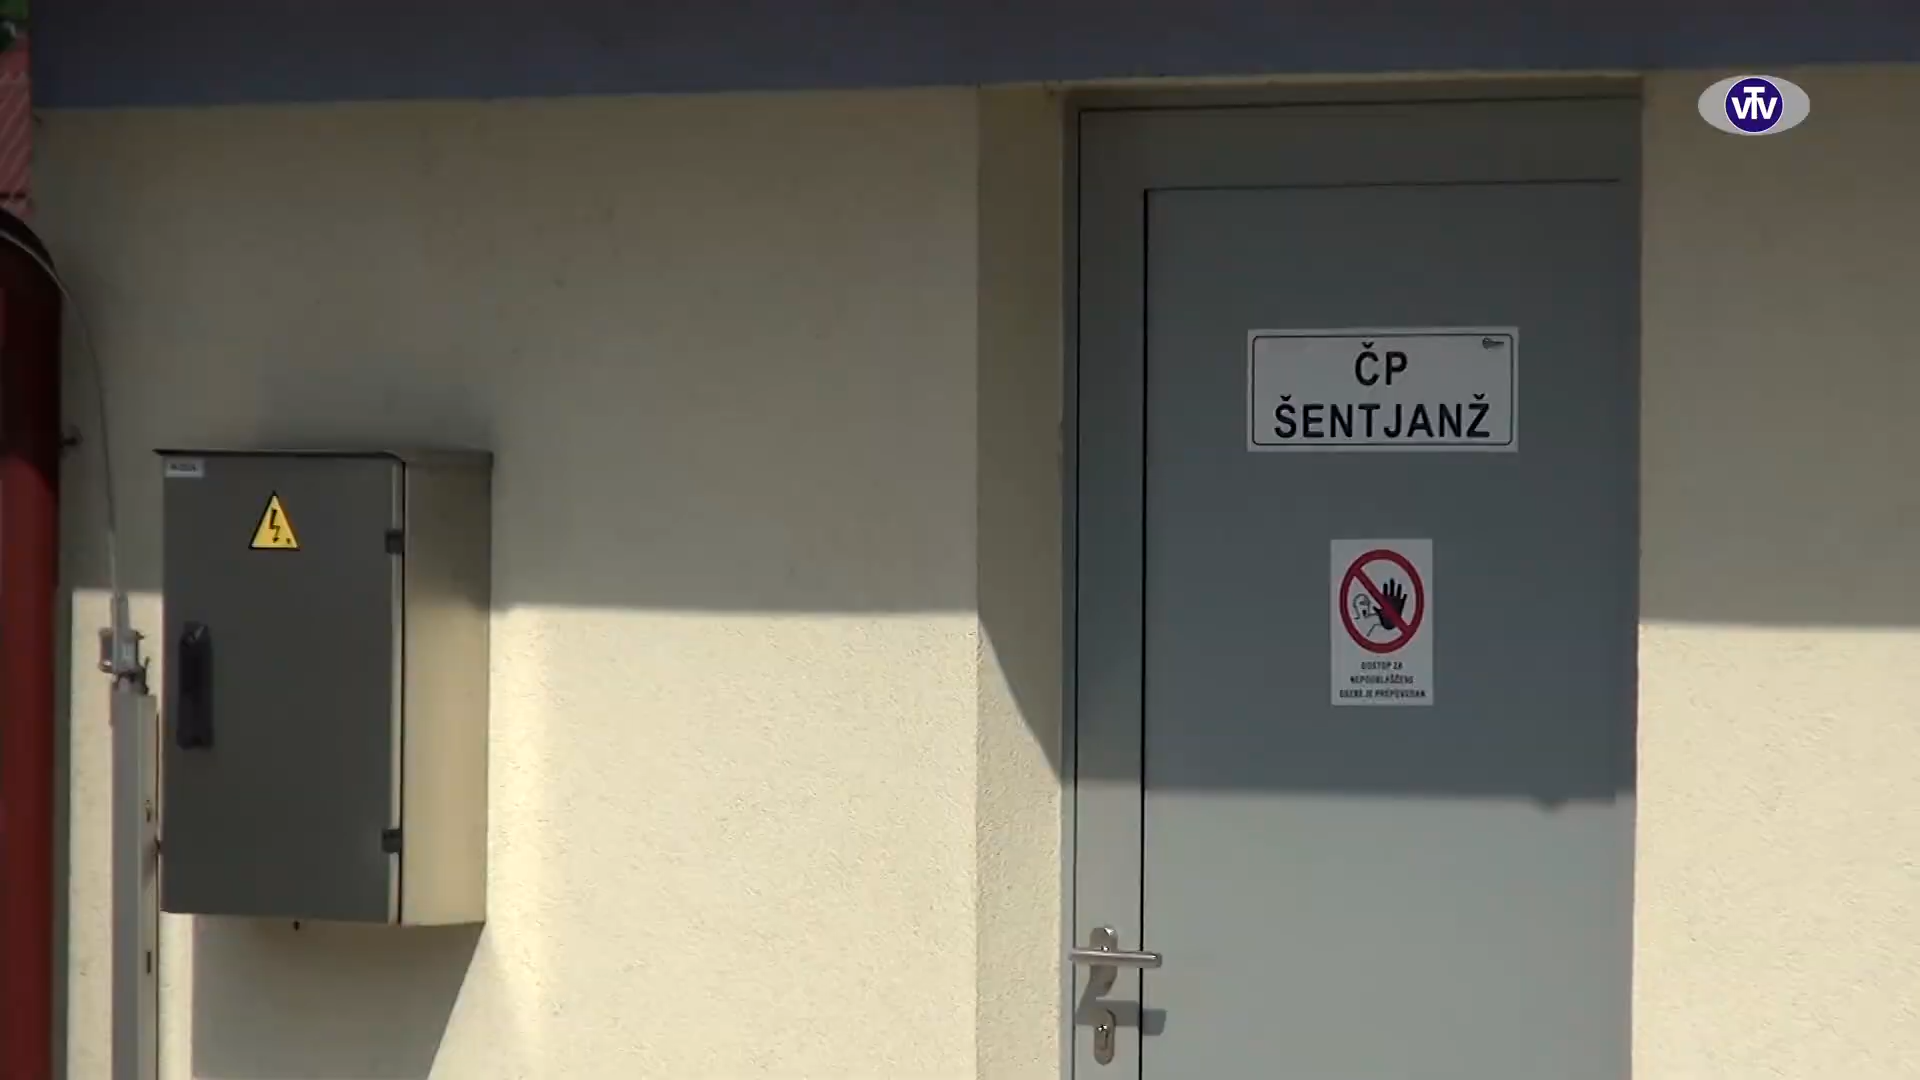 VTV
ČP
ŠENTJANŽ
DOSTOP ZA
NEPOOBLAŠČENE
OSEBE JE PREPOVEDAN